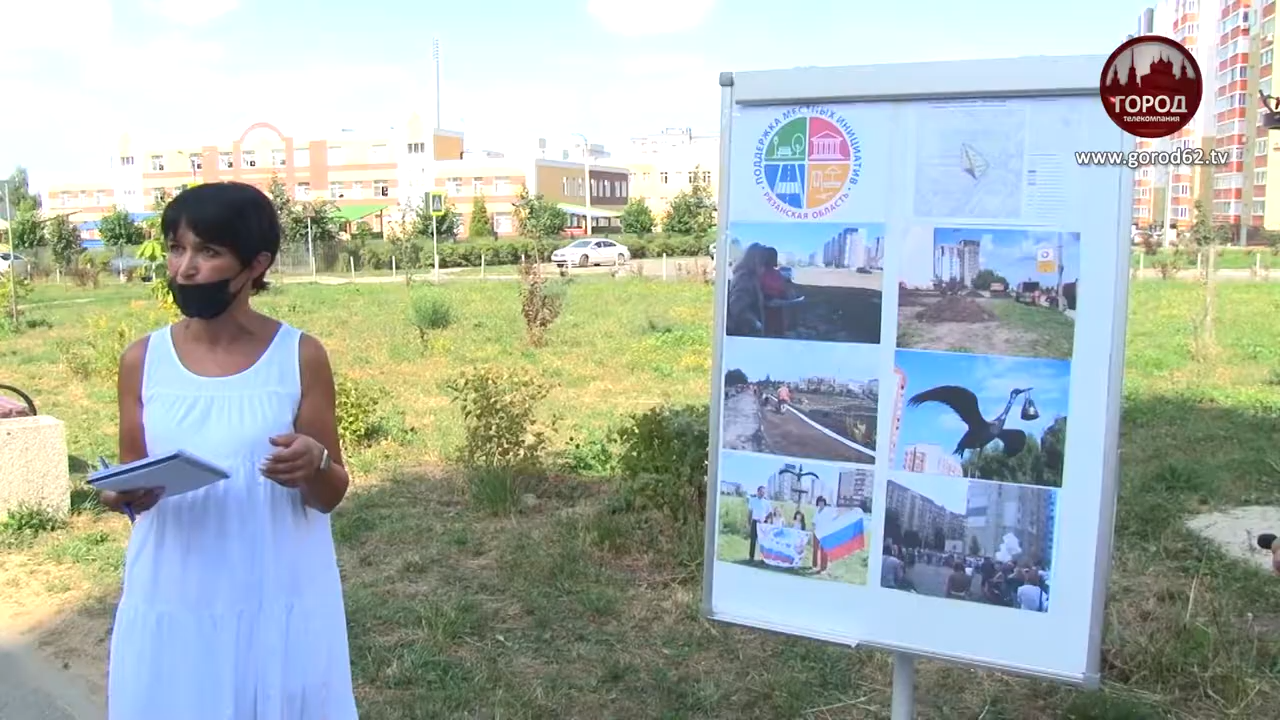 ГОРОД
телекомпания
www.gorod62.tv
ПОДДЕРЖКА МЕСТНЫХ ИНИЦИАТИВ
РЯЗАНСКАЯ ОБЛАСТЬ